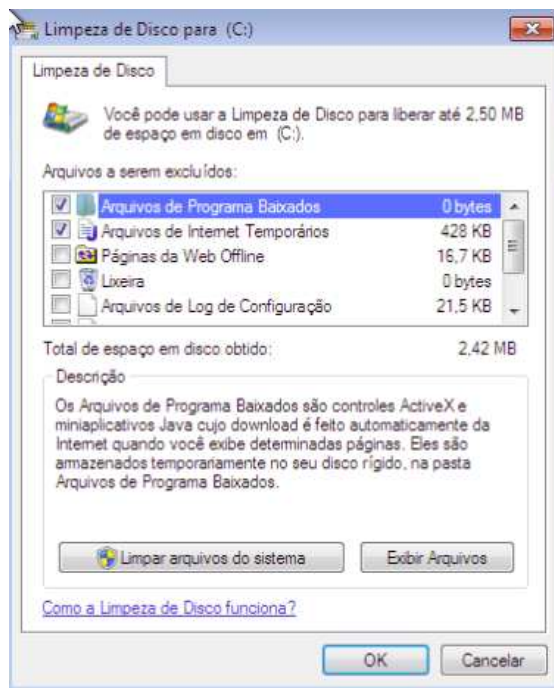 Limpeza de Disco para (C:)
Limpeza de Disco
Você pode usar a Limpeza de Disco para liberar até 2,50 MB
de espaço em disco em (C:).
Arquivos a serem excluídos:
Arquivos de Programa Baixados 0 bytes
Arquivos de Internet Temporários 428 KB
Páginas da Web Offline 16,7 KB
Lixeira 0 bytes
Arquivos de Log de Configuração 21,5 KB
Total de espaço em disco obtido: 2,42 MB
Descrição
Os Arquivos de Programa Baixados são controles ActiveX e
miniaplicativos Java cujo download é feito automaticamente da
Internet quando você exibe determinadas páginas. Eles são
armazenados temporariamente no seu disco rígido, na pasta
Arquivos de Programa Baixados.
Limpar arquivos do sistema Exibir Arquivos
Como a Limpeza de Disco funciona?
OK Cancelar